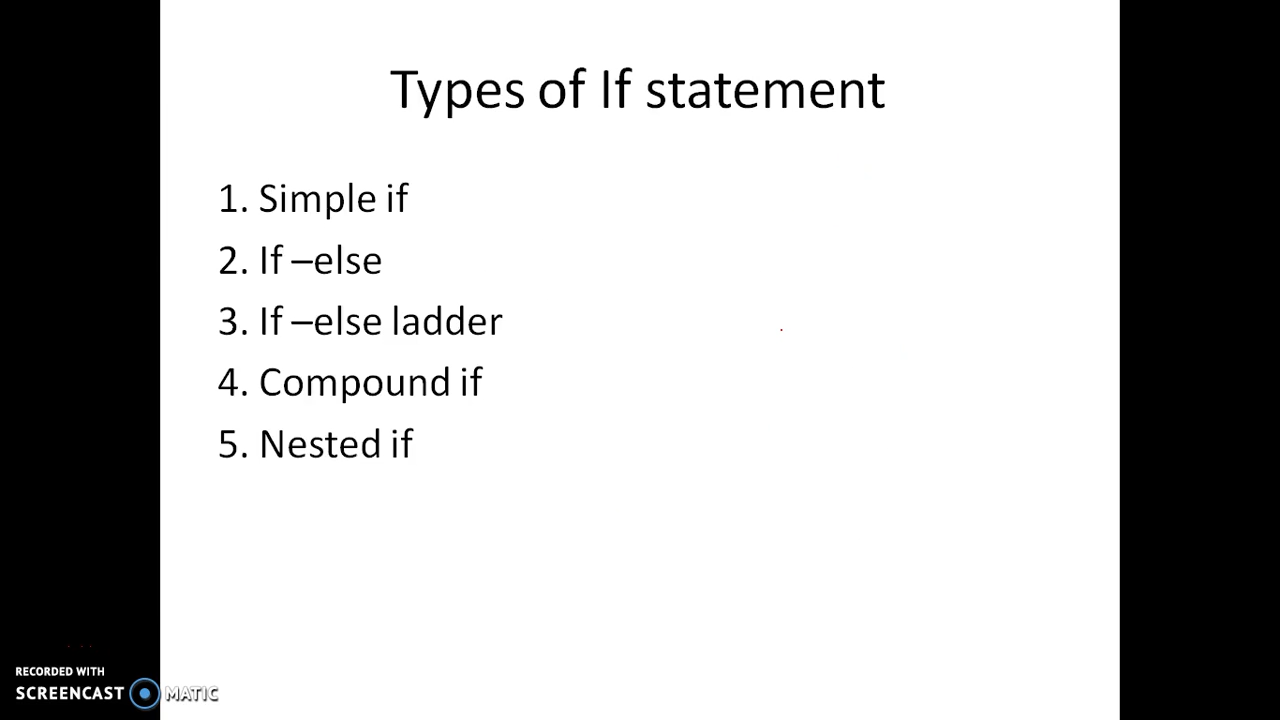 Types of If statement
1. Simple if
2. If –else
3. If –else ladder
4. Compound if
5. Nested if
RECORDED WITH
SCREENCAST MATIC